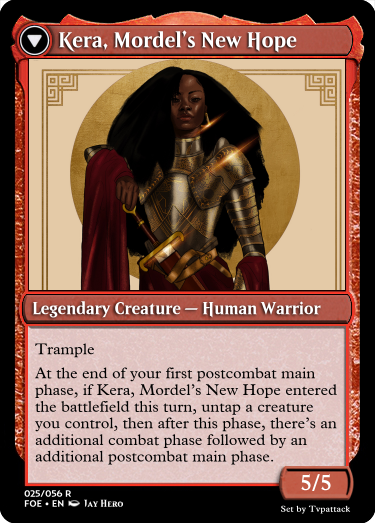 Kera, Mordel's New Hope
Legendary Creature — Human Warrior
Trample
At the end of your first postcombat main
phase, if Kera, Mordel's New Hope entered
the battlefield this turn, untap a creature
you control, then after this phase, there's an
additional combat phase followed by an
additional postcombat main phase.
5/5
025/056 R
FOE • EN Jay Hero
Set by Tvpattack